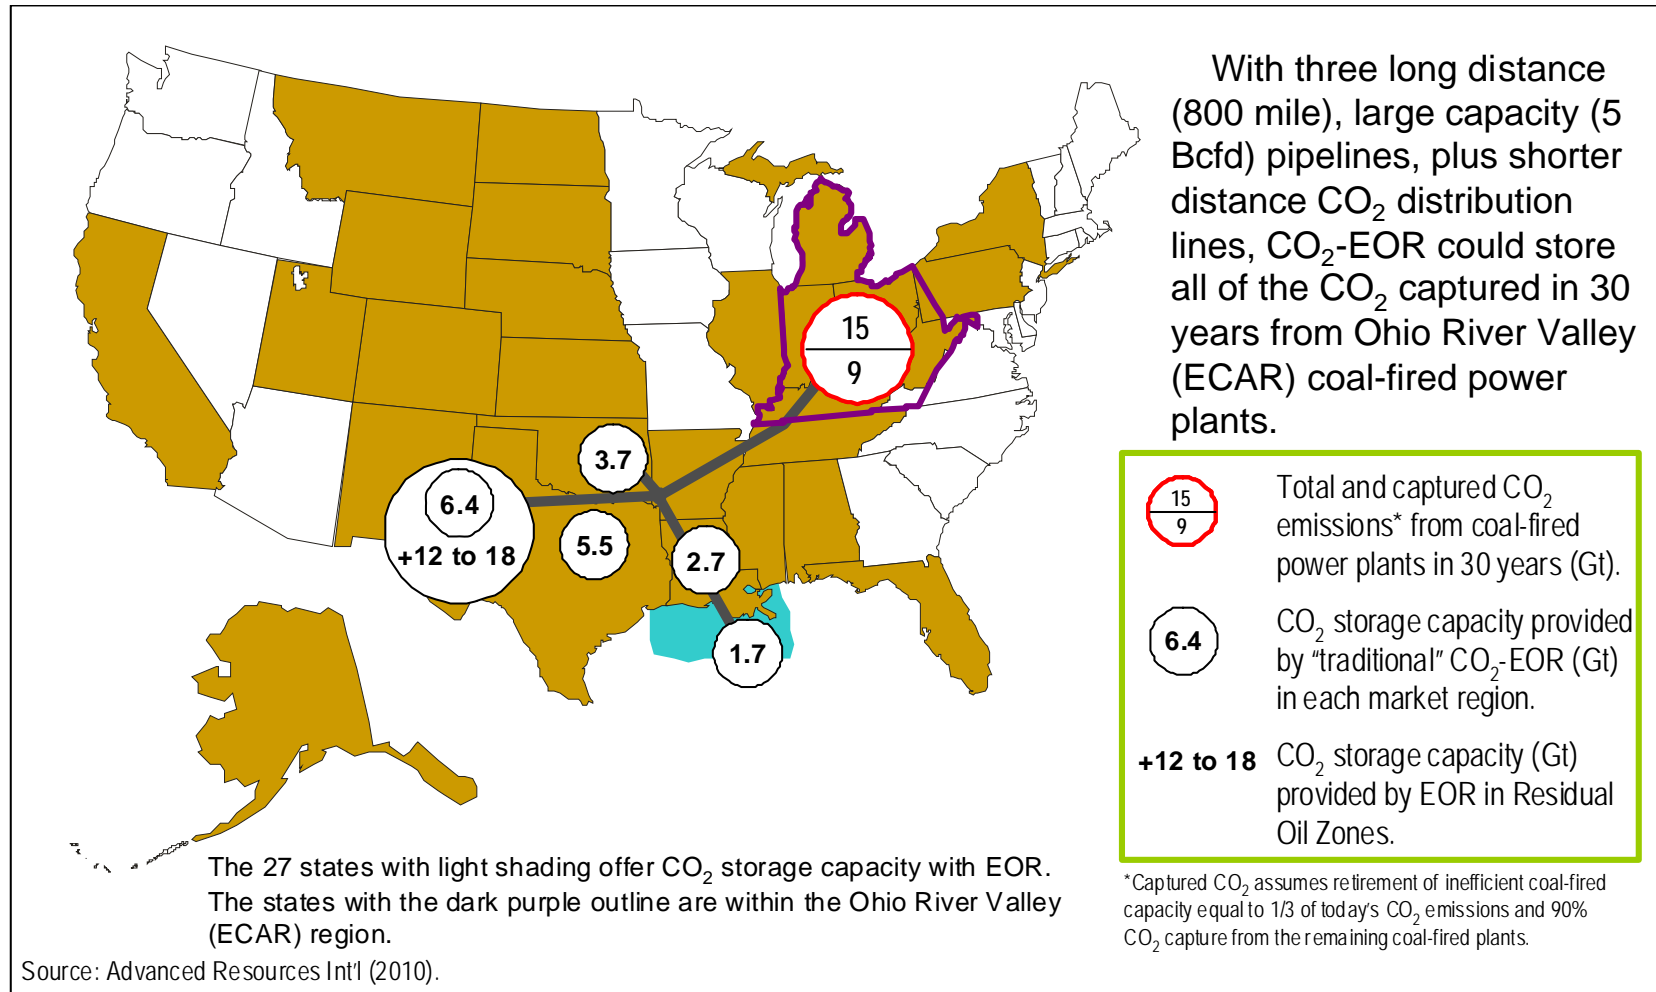 With three long distance
(800 mile), large capacity (5
Bcfd) pipelines, plus shorter
distance CO₂ distribution
lines, CO₂-EOR could store
all of the CO₂ captured in 30
years from Ohio River Valley
(ECAR) coal-fired power
plants.
15
9
3.7
6.4
+12 to 18
5.5
2.7
1.7
15
9
Total and captured CO₂
emissions* from coal-fired
power plants in 30 years (Gt).
6.4
CO₂ storage capacity provided
by “traditional” CO₂-EOR (Gt)
in each market region.
+12 to 18
CO₂ storage capacity (Gt)
provided by EOR in Residual
Oil Zones.
The 27 states with light shading offer CO₂ storage capacity with EOR.
The states with the dark purple outline are within the Ohio River Valley
(ECAR) region.
*Captured CO₂ assumes retirement of inefficient coal-fired
capacity equal to 1/3 of today's CO₂ emissions and 90%
CO₂ capture from the remaining coal-fired plants.
Source: Advanced Resources Int'l (2010).